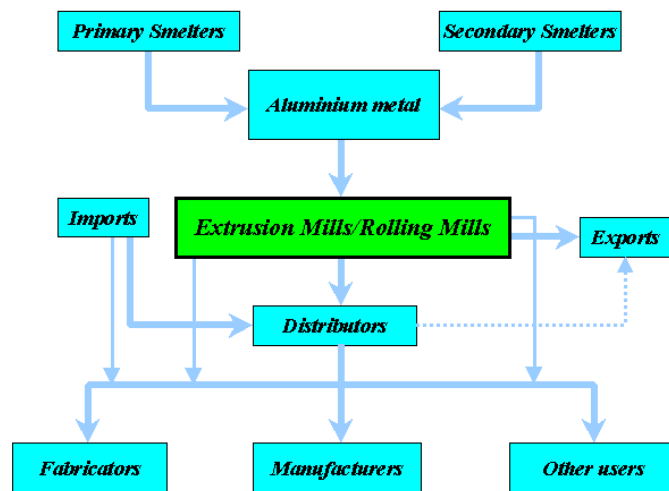 Primary Smelters
Secondary Smelters
Aluminium metal
Imports
Extrusion Mills/Rolling Mills
Exports
Distributors
Fabricators
Manufacturers
Other users